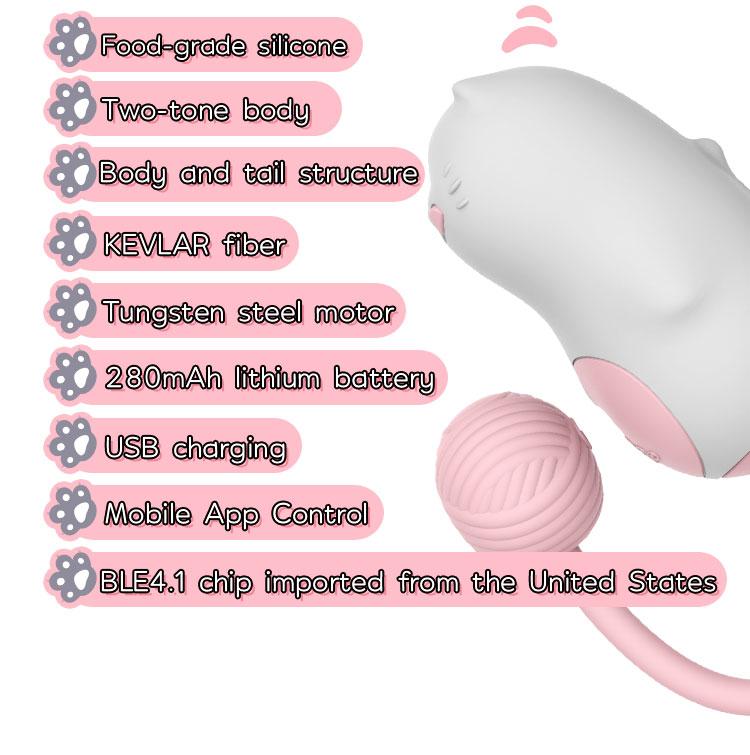 Food-grade silicone
Two-tone body
Body and tail structure
KEVLAR fiber
Tungsten steel motor
280mAh lithium battery
USB charging
Mobile App Control
BLE4.1 chip imported from the United States